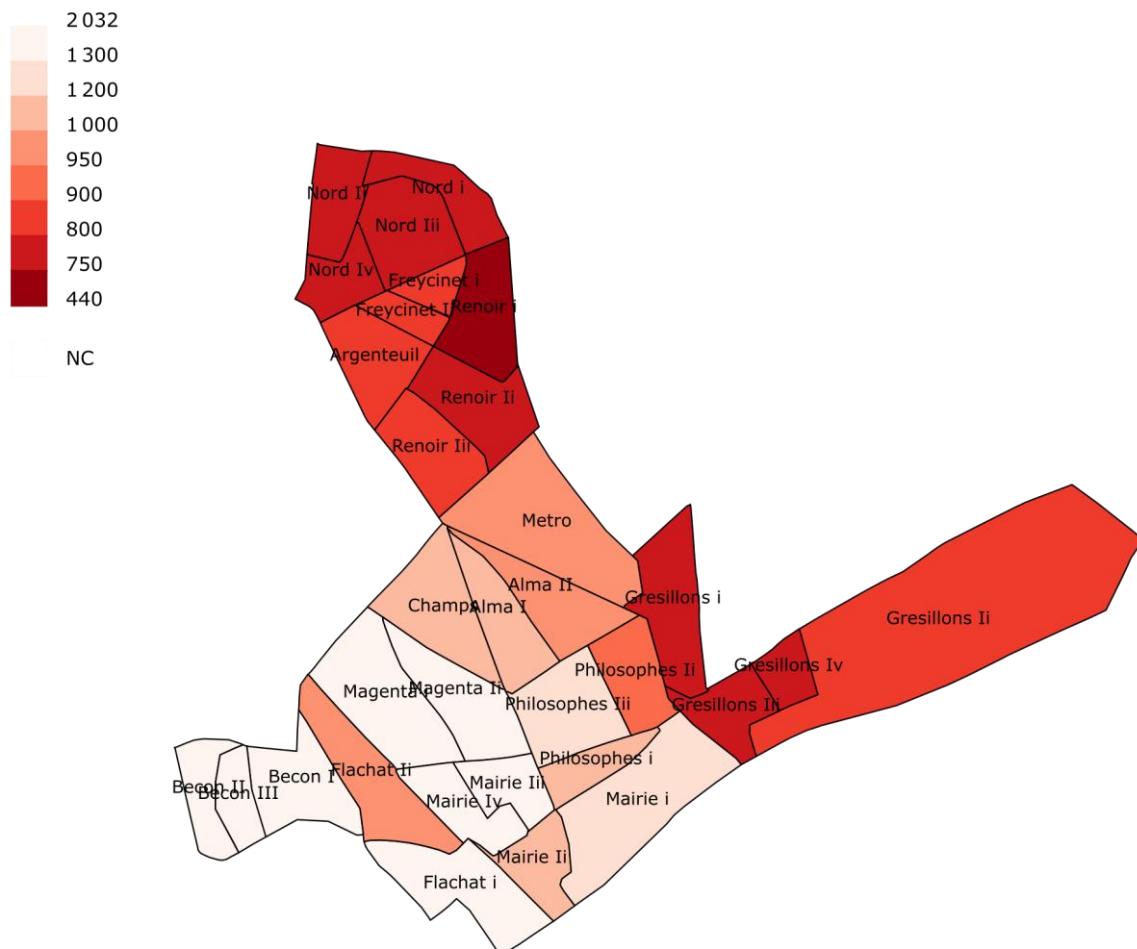 2 032
1 300
1 200
1 000
950
900
800
750
440
NC
Nord i
Nord Ii
Nord Iii
Nord Iv
Freycinet i
Freycinet I
Renoir i
Argenteuil
Renoir Ii
Renoir Iii
Metro
Alma II
Gresillons i
Champs
Alma I
Gresillons Ii
Gresillons Iv
Philosophes Ii
Magenta
Magenta Ii
Philosophes Iii
Gresillons Iii
Philosophes i
Flachat Ii
Becon I
Mairie Iii
Becon II
Becon III
Mairie Iv
Mairie i
Mairie Ii
Flachat i